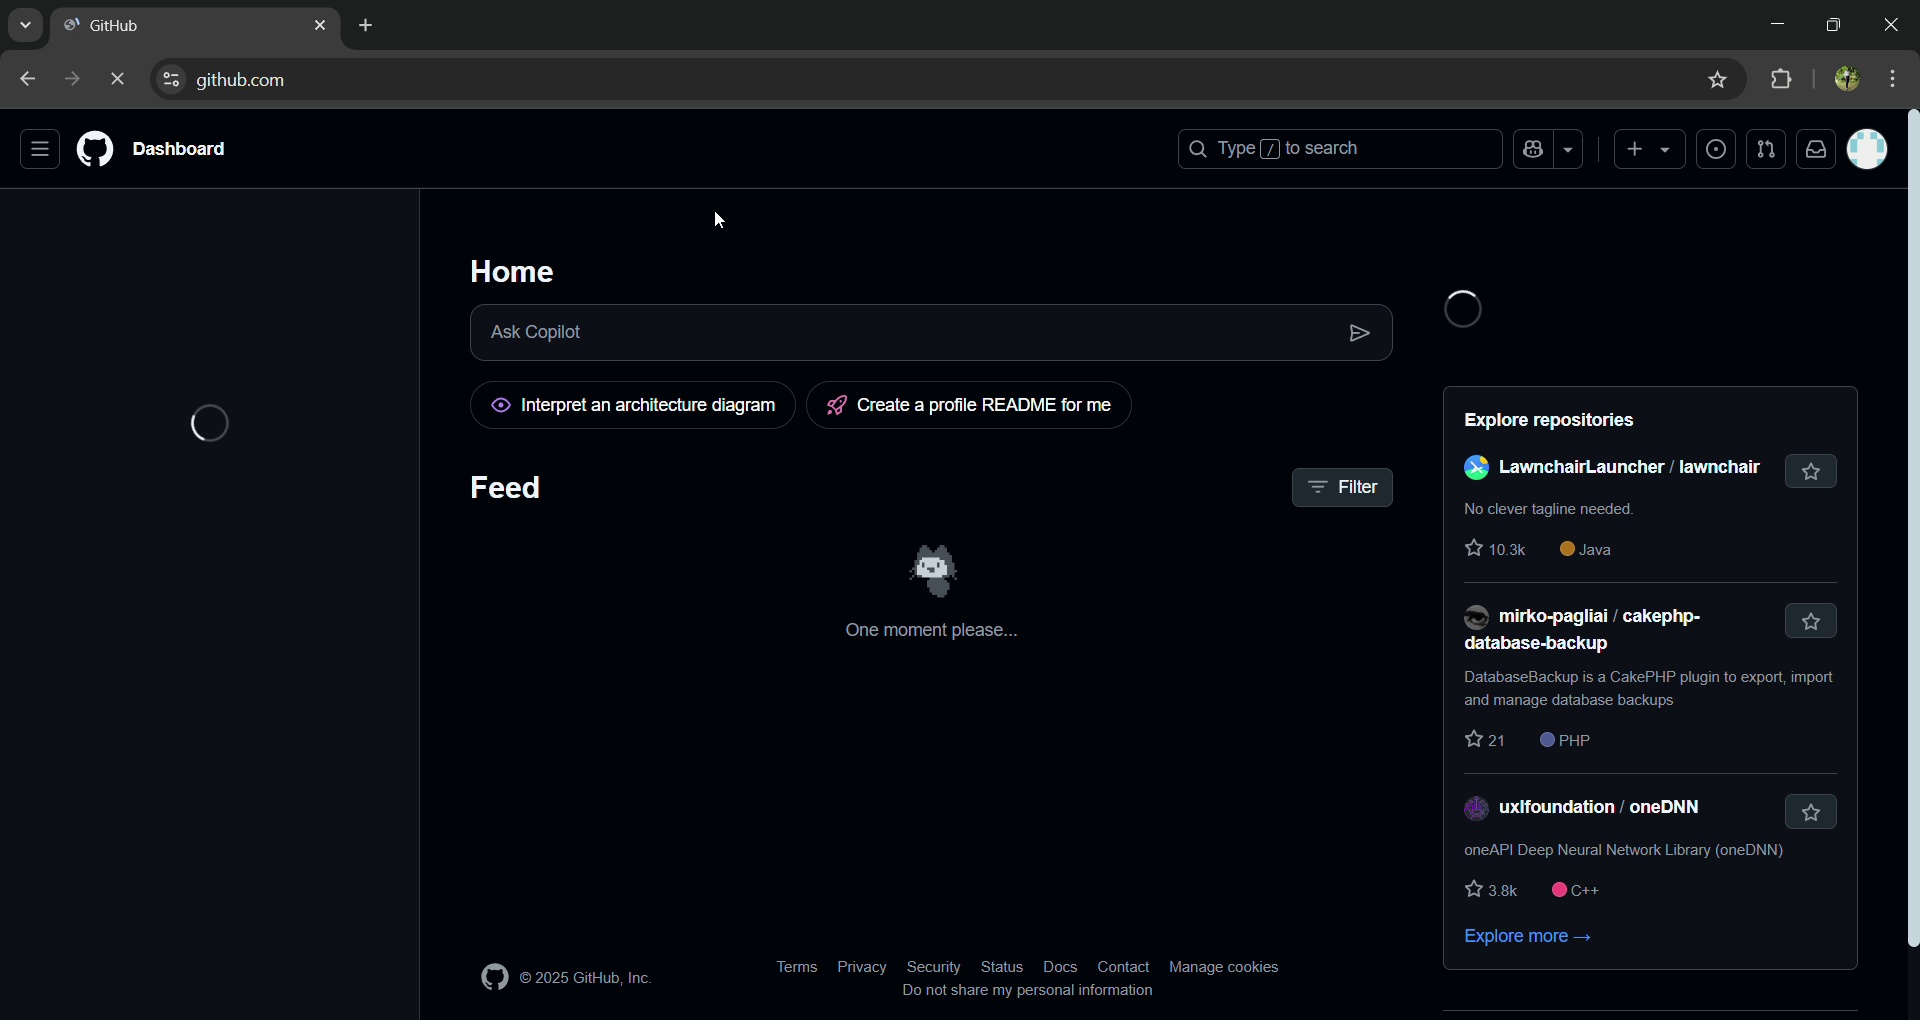 GitHub
github.com
Dashboard
Type / to search
Home
Ask Copilot
Interpret an architecture diagram
Create a profile README for me
Feed
Filter
One moment please...
Explore repositories
LawnchairLauncher / lawnchair
No clever tagline needed.
10.3k
Java
mirko-pagliai / cakephp-
database-backup
DatabaseBackup is a CakePHP plugin to export, import
and manage database backups
21
PHP
uxlfoundation / oneDNN
oneAPI Deep Neural Network Library (oneDNN)
3.8k
C++
Explore more →
© 2025 GitHub, Inc.
Terms Privacy Security Status Docs Contact Manage cookies
Do not share my personal information